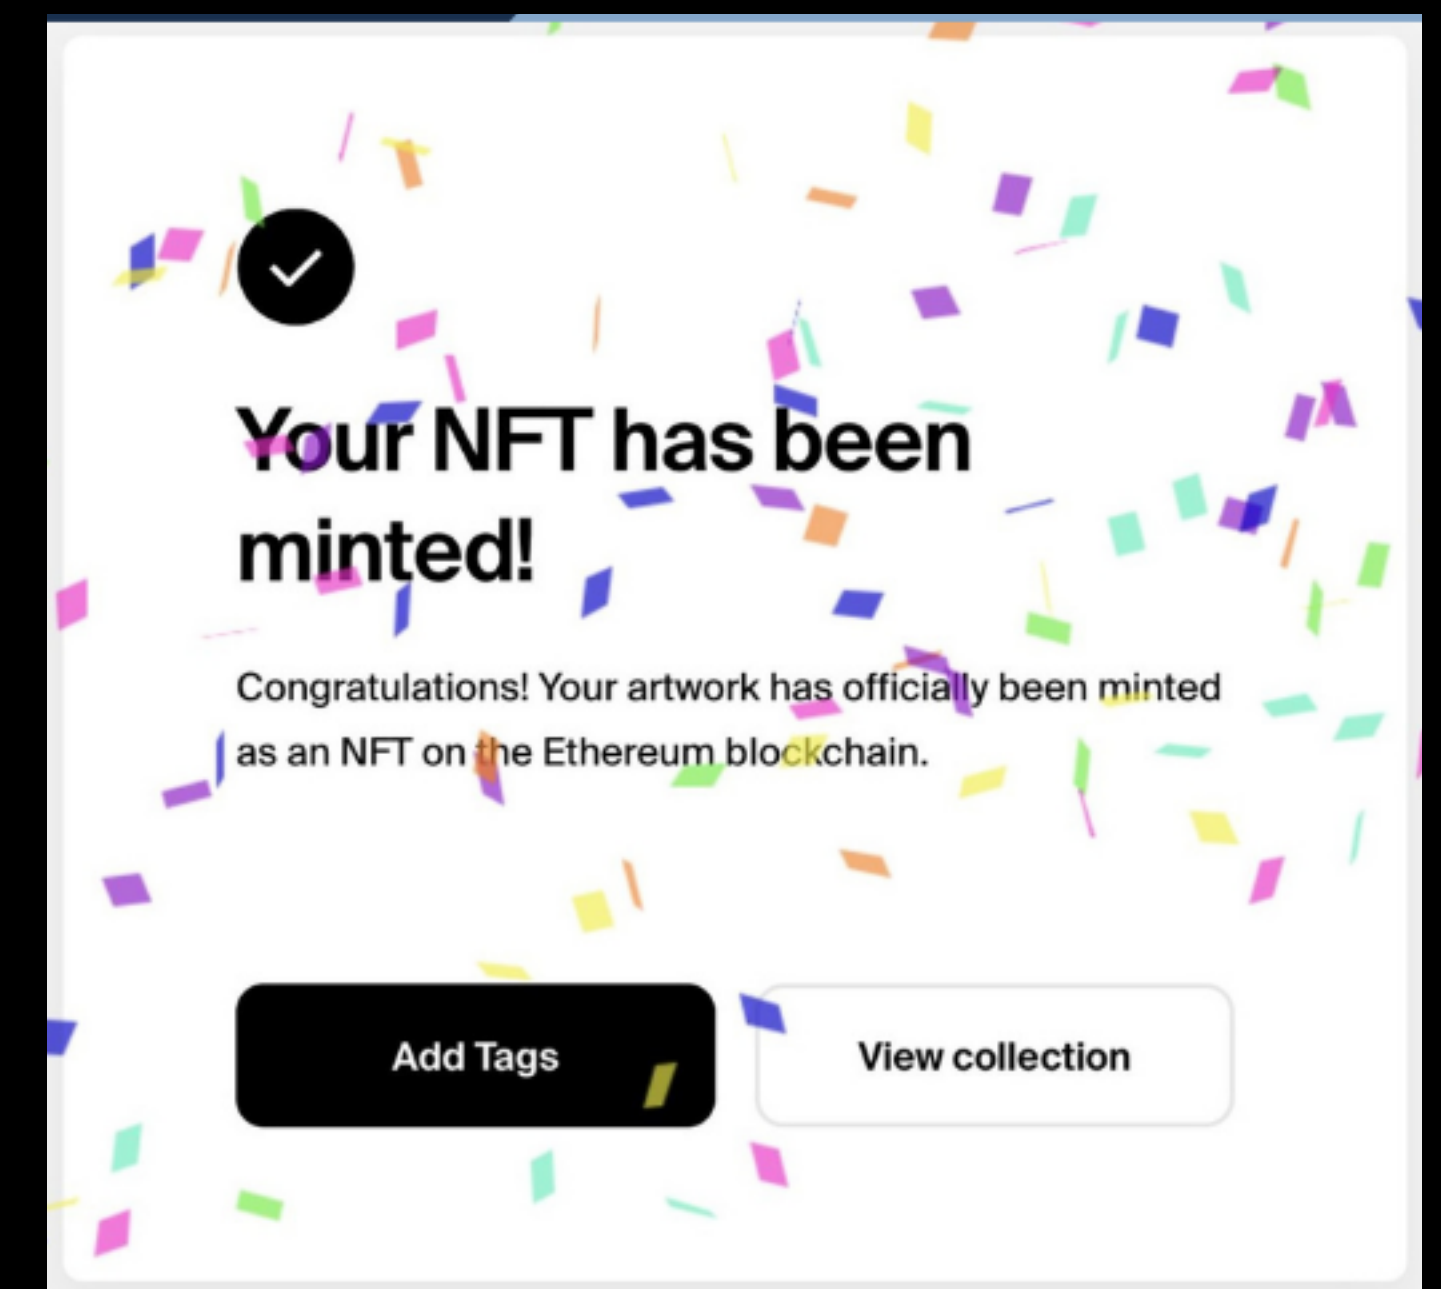 Your NFT has been
minted!
Congratulations! Your artwork has officially been minted
as an NFT on the Ethereum blockchain.
Add Tags
View collection